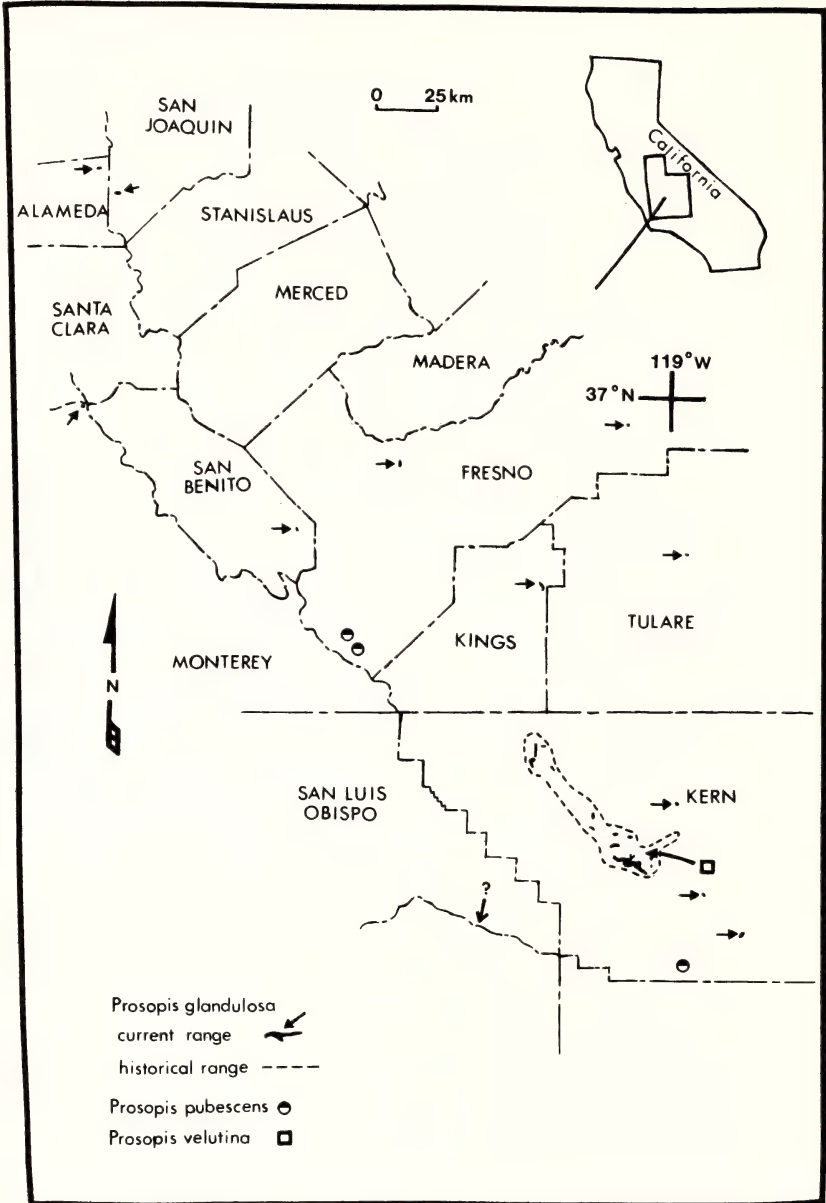 SAN
JOAQUIN
0 25km
California
ALAMEDA
STANISLAUS
MERCED
SANTA
CLARA
MADERA
119°W
37°N
SAN
BENITO
FRESNO
TULARE
KINGS
MONTEREY
N
SAN LUIS
OBISPO
KERN
?
Prosopis glandulosa
current range
historical range
Prosopis pubescens
Prosopis velutina